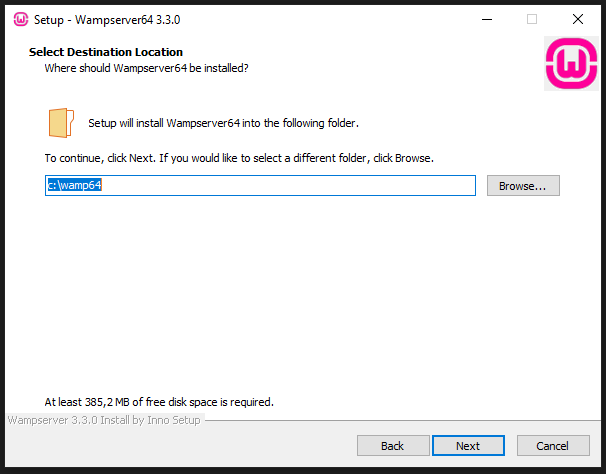 Setup - Wampserver64 3.3.0
Select Destination Location
Where should Wampserver64 be installed?
Setup will install Wampserver64 into the following folder.
To continue, click Next. If you would like to select a different folder, click Browse.
c:\wamp64
Browse...
At least 385,2 MB of free disk space is required.
Wampserver 3.3.0 Install by Inno Setup
Back
Next
Cancel